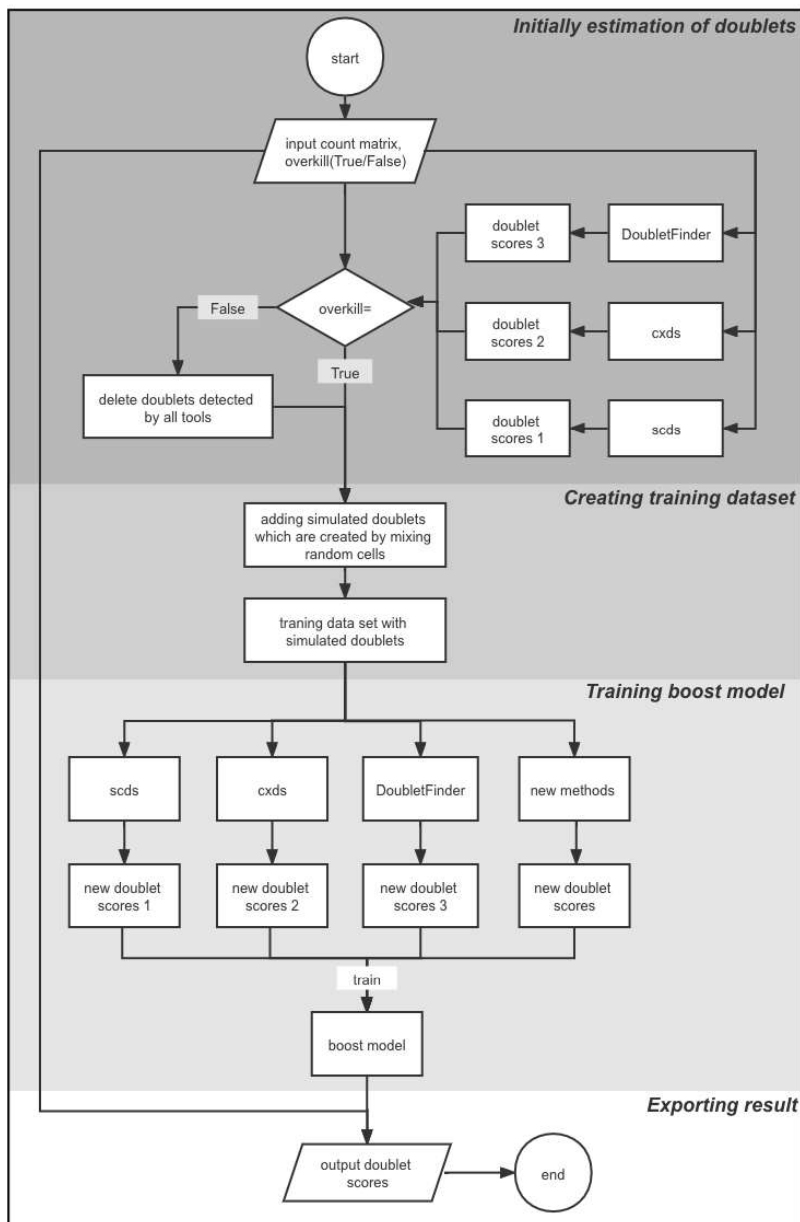 Initially estimation of doublets
start
input count matrix,
overkill(True/False)
doublet
scores 3
DoubletFinder
overkill=
False
True
doublet
scores 2
cxds
delete doublets detected
by all tools
doublet
scores 1
scds
Creating training dataset
adding simulated doublets
which are created by mixing
random cells
traning data set with
simulated doublets
Training boost model
scds
cxds
DoubletFinder
new methods
new doublet
scores 1
new doublet
scores 2
new doublet
scores 3
new doublet
scores
train
boost model
Exporting result
output doublet
scores
end